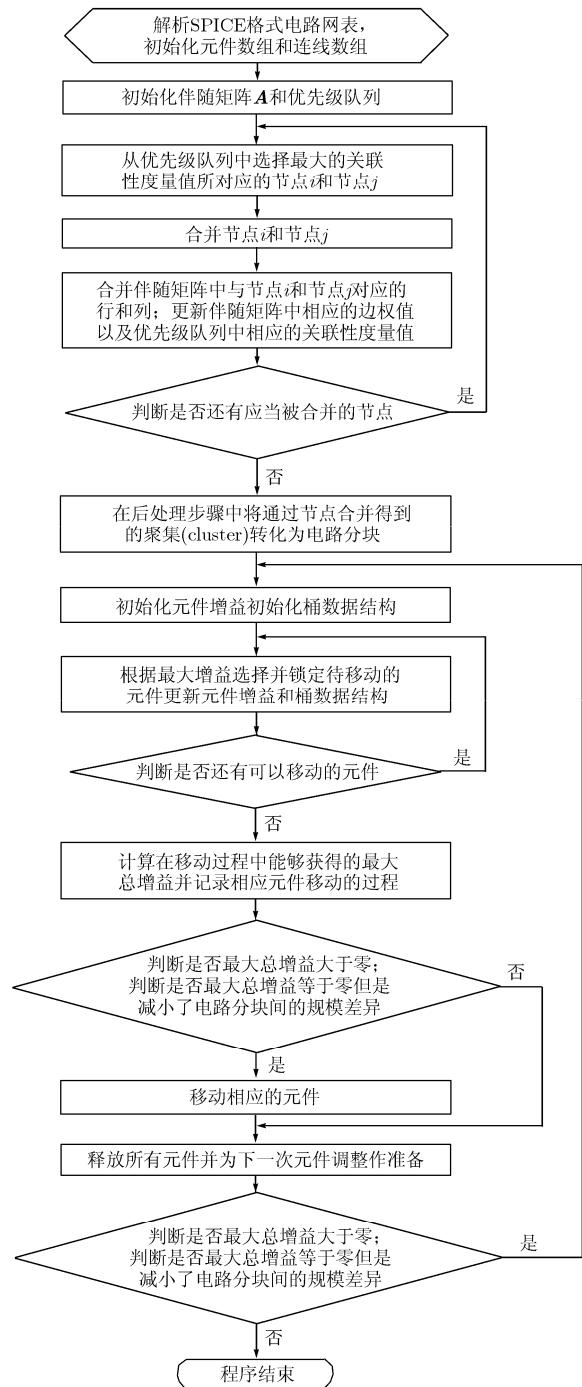 解析SPICE格式电路网表，
初始化元件数组和连线数组
初始化伴随矩阵A和优先级队列
从优先级队列中选择最大的关联
性度量值所对应的节点i和节点j
合并节点i和节点j
合并伴随矩阵中与节点i和节点j对应的
行和列；更新伴随矩阵中相应的边权值
以及优先级队列中相应的关联性度量值
判断是否还有应当被合并的节点
是
否
在后处理步骤中将通过节点合并得到
的聚集(cluster)转化为电路分块
初始化元件增益初始化桶数据结构
根据最大增益选择并锁定待移动的
元件更新元件增益和桶数据结构
判断是否还有可以移动的元件
是
否
计算在移动过程中能够获得的最大
总增益并记录相应元件移动的过程
判断是否最大总增益大于零；
判断是否最大总增益等于零但是
减小了电路分块间的规模差异
否
是
移动相应的元件
释放所有元件并为下一次元件调整作准备
判断是否最大总增益大于零；
判断是否最大总增益等于零但是
减小了电路分块间的规模差异
是
否
程序结束